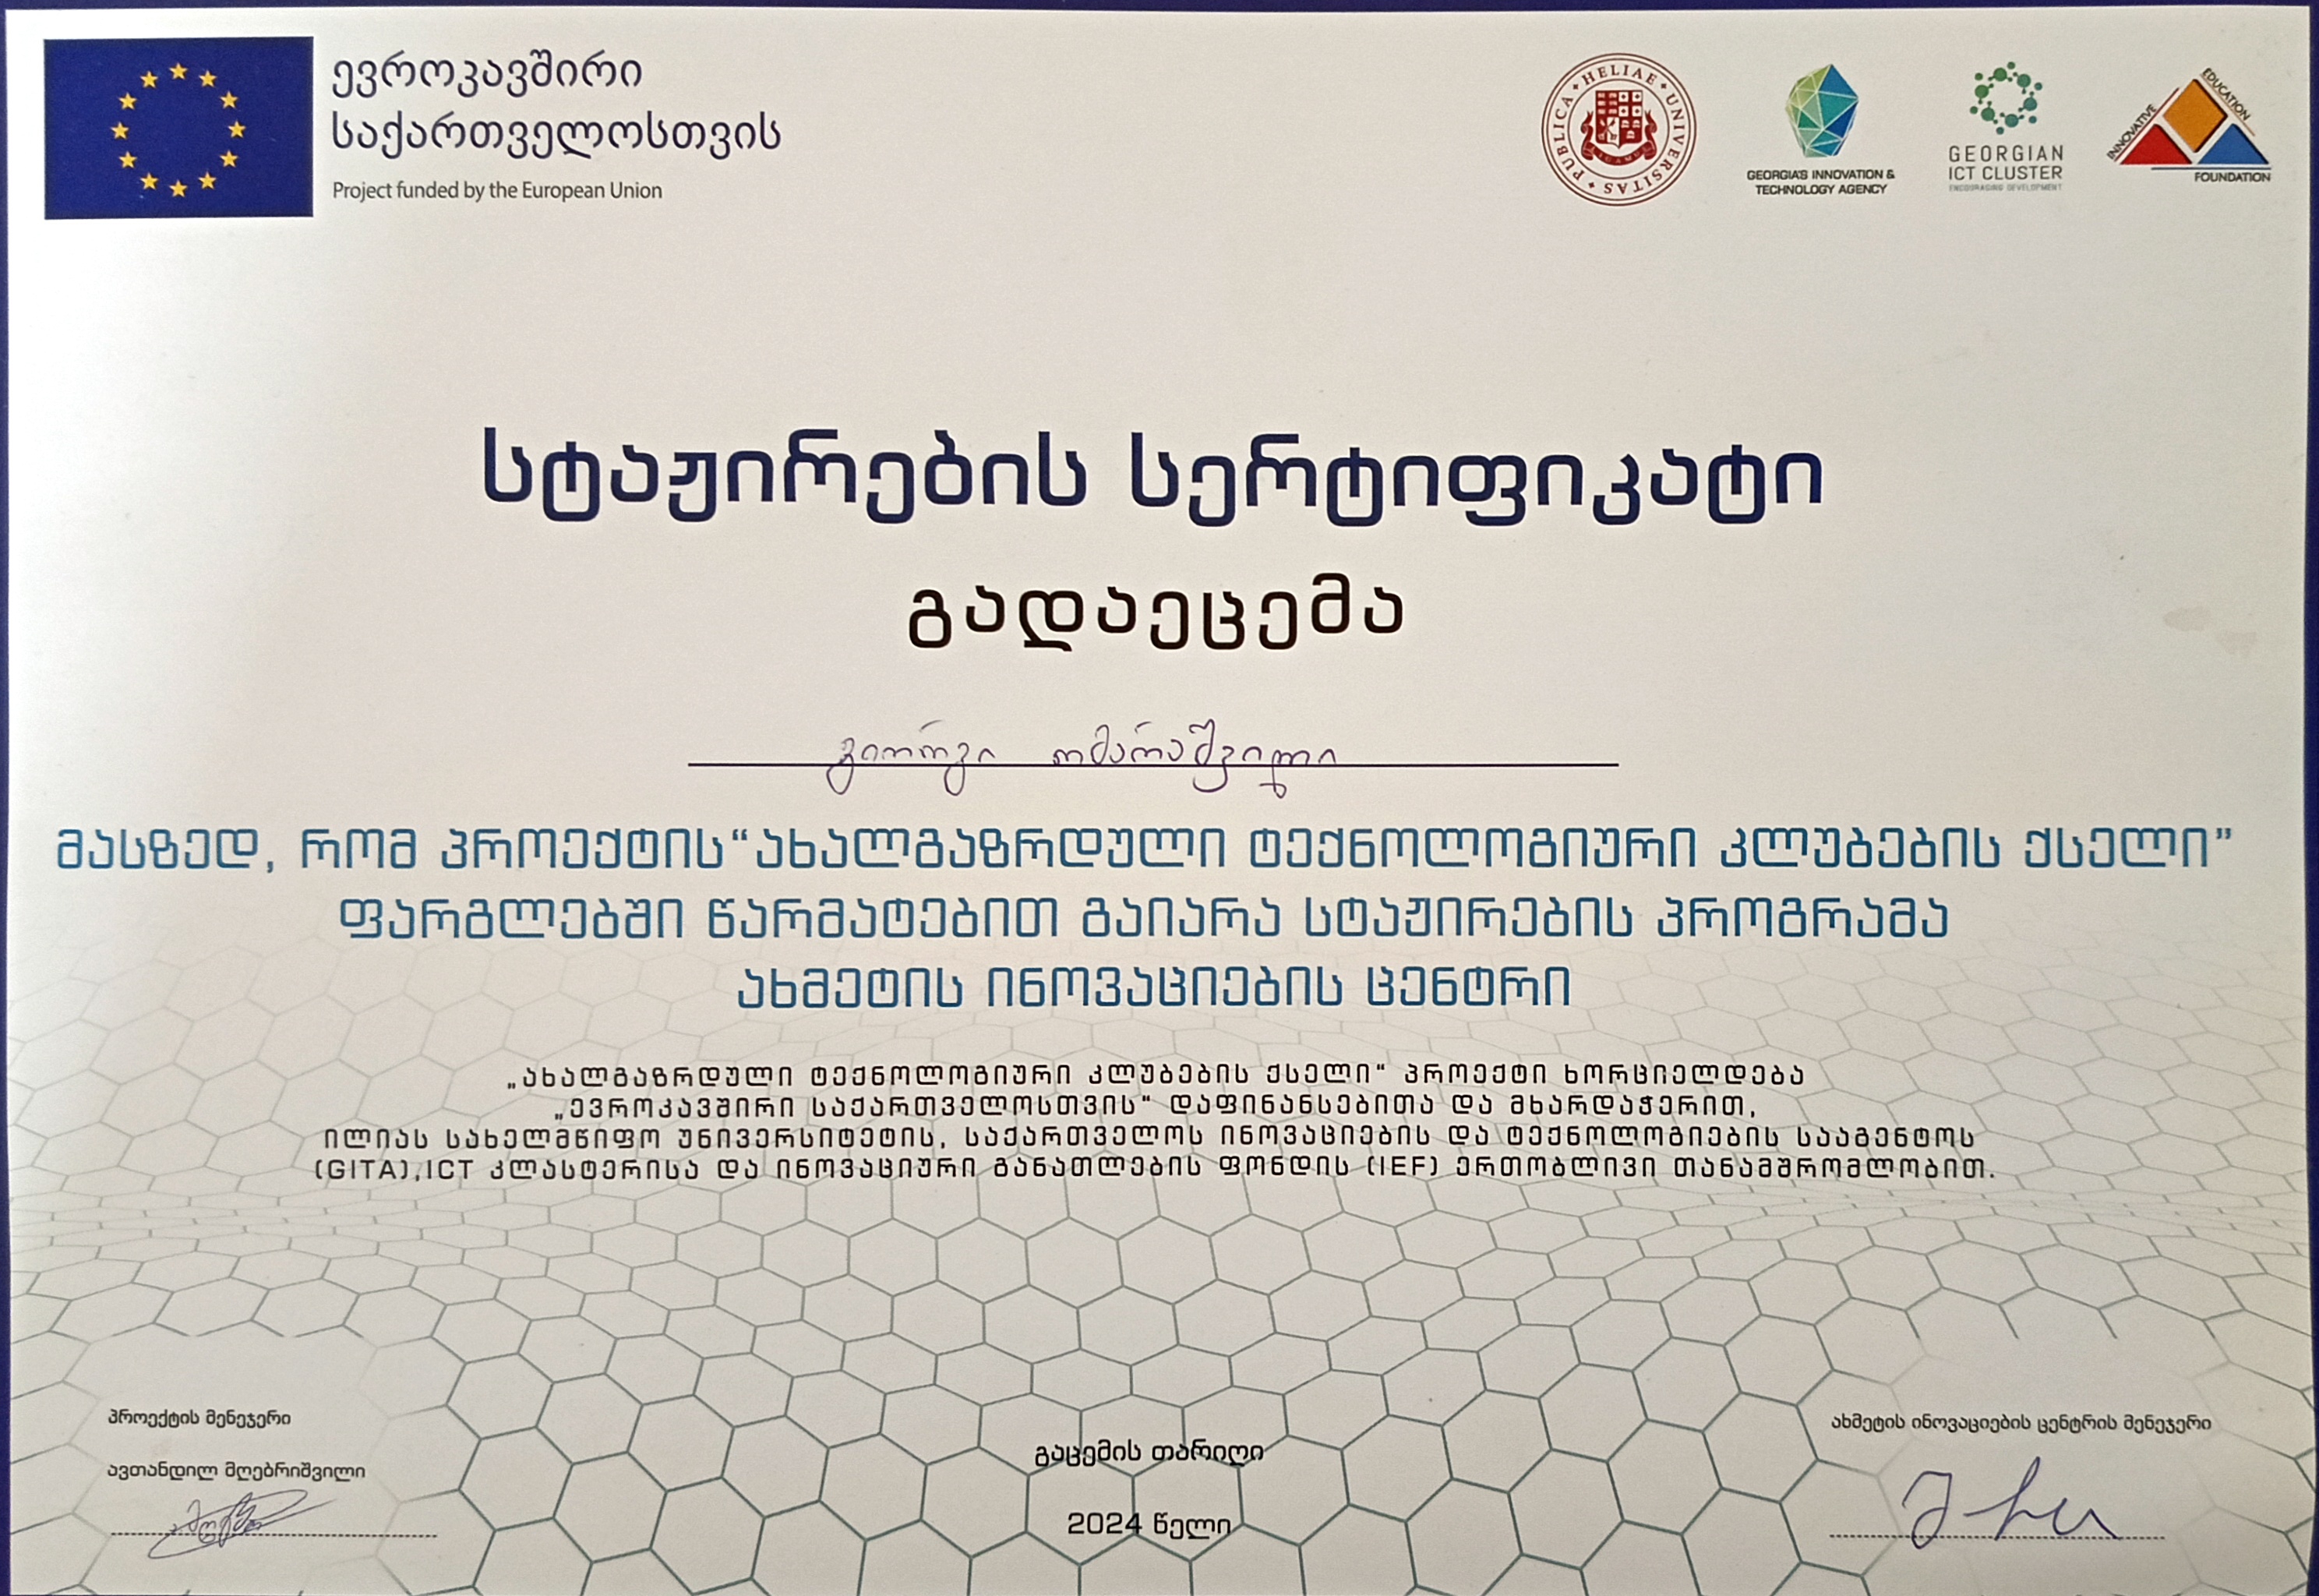 ევროკავშირი
საქართველოსთვის
Project funded by the European Union
PUBLICA • HELIAE • UNIVERSITAS
GEORGIA'S INNOVATION &
TECHNOLOGY AGENCY
GEORGIAN
ICT CLUSTER
ENCOURAGING DEVELOPMENT
INNOVATIVE
EDUCATION
FOUNDATION
სტაჟირების სერტიფიკატი
გადაეცემა
გიორგი ომარაშვილი
მასზედ, რომ პროექტის“ახალგაზრდული ტექნოლოგიური კლუბების ქსელი”
ფარგლებში წარმატებით გაიარა სტაჟირების პროგრამა
ახმეტის ინოვაციების ცენტრი
„ახალგაზრდული ტექნოლოგიური კლუბების ქსელი“ პროექტი ხორციელდება
„ევროკავშირი საქართველოსთვის“ დაფინანსებითა და მხარდაჭერით,
ილიას სახელმწიფო უნივერსიტეტის, საქართველოს ინოვაციების და ტექნოლოგიების სააგენტოს
(GITA),ICT კლასტერისა და ინოვაციური განათლების ფონდის (IEF) ერთობლივი თანამშრომლობით.
პროექტის მენეჯერი
ავთანდილ მღებრიშვილი
გაცემის თარიღი
2024 წელი
ახმეტის ინოვაციების ცენტრის მენეჯერი